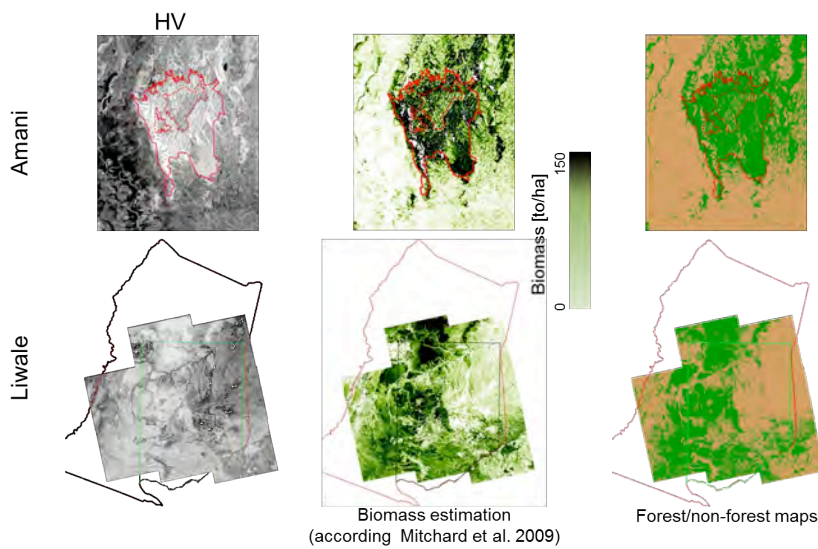 HV
Amani
Biomass [to/ha]
150
0
Liwale
Biomass estimation
(according Mitchard et al. 2009)
Forest/non-forest maps